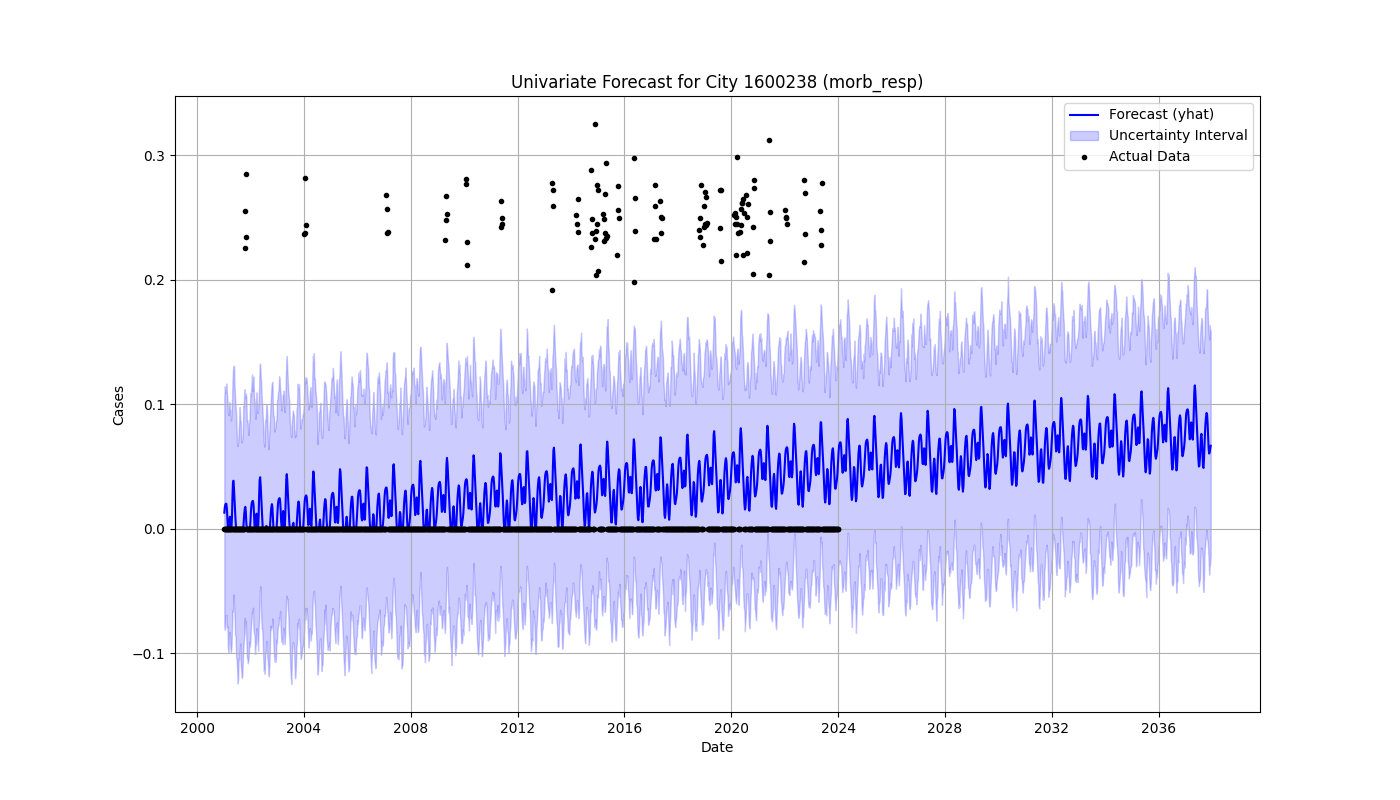 Univariate Forecast for City 1600238 (morb_resp)
Forecast (yhat)
Uncertainty Interval
Actual Data
Cases
0.3
0.2
0.1
0.0
−0.1
2000 2004 2008 2012 2016 2020 2024 2028 2032 2036
Date